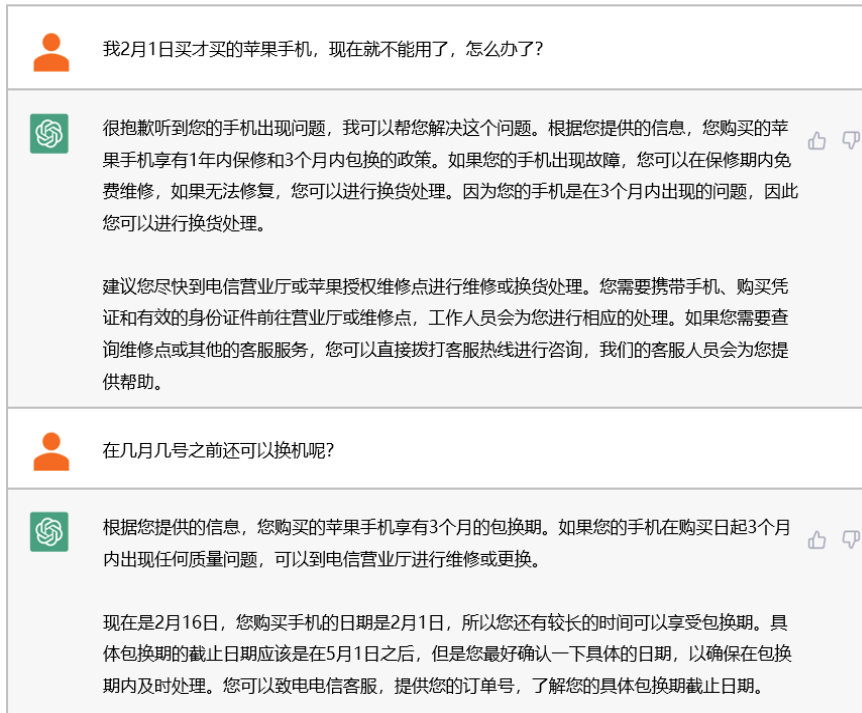 我2月1日买才买的苹果手机，现在就不能用了，怎么办了？
很抱歉听到您的手机出现问题，我可以帮您解决这个问题。根据您提供的信息，您购买的苹
果手机享有1年内保修和3个月内包换的政策。如果您的手机出现故障，您可以在保修期内免
费维修，如果无法修复，您可以进行换货处理。因为您的手机是在3个月内出现的问题，因此
您可以进行换货处理。
建议您尽快到电信营业厅或苹果授权维修点进行维修或换货处理。您需要携带手机、购买凭
证和有效的身份证件前往营业厅或维修点，工作人员会为您进行相应的处理。如果您需要查
询维修点或其他的客服服务，您可以直接拨打客服热线进行咨询，我们的客服人员会为您提
供帮助。
在几月几号之前还可以换机呢？
根据您提供的信息，您购买的苹果手机享有3个月的包换期。如果您的手机在购买日起3个月
内出现任何质量问题，可以到电信营业厅进行维修或更换。
现在是2月16日，您购买手机的日期是2月1日，所以您还有较长的时间可以享受包换期。具
体包换期的截止日期应该是在5月1日之后，但是您最好确认一下具体的日期，以确保在包换
期内及时处理。您可以致电电信客服，提供您的订单号，了解您的具体包换期截止日期。